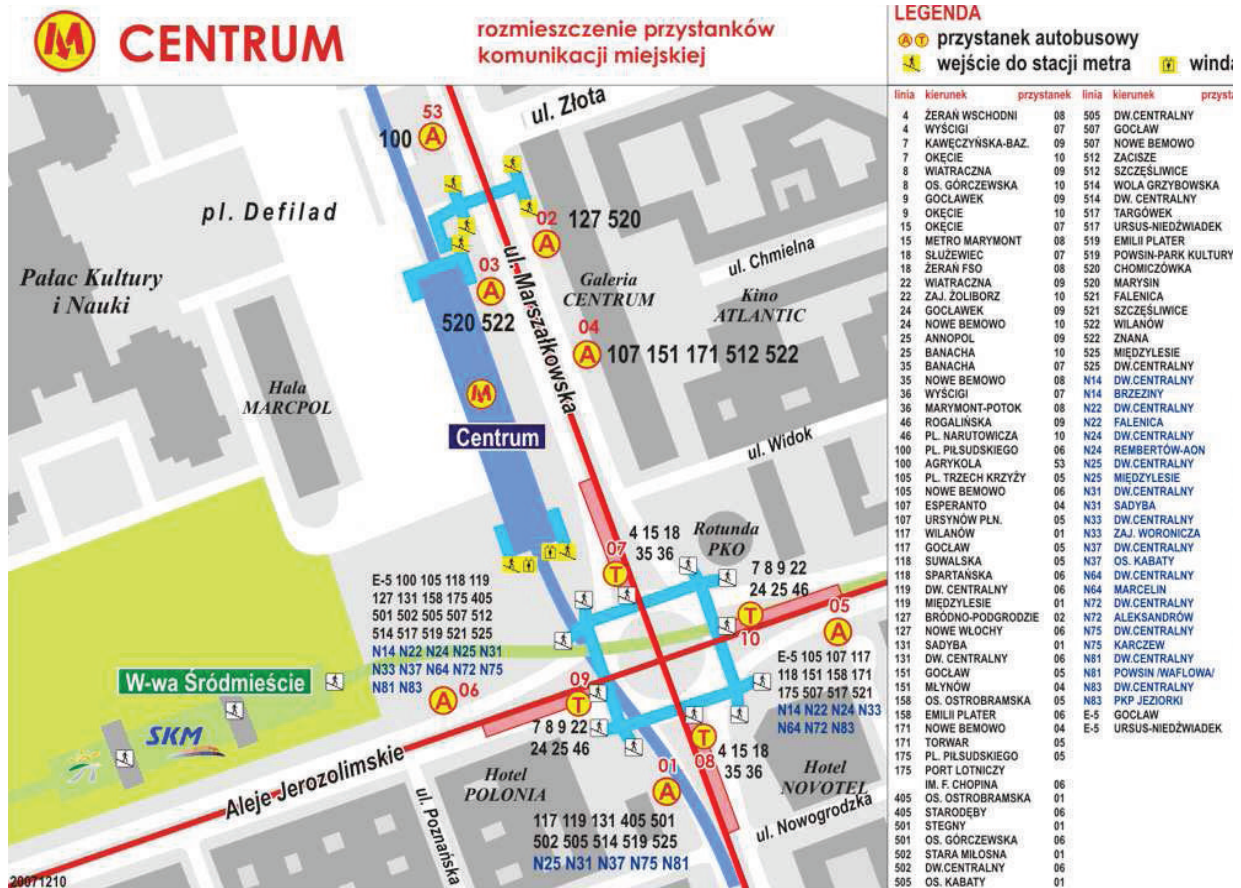 M CENTRUM
rozmieszczenie przystanków
komunikacji miejskiej
LEGENDA
A T przystanek autobusowy
wejście do stacji metra winda
linia kierunek przystanek linia kierunek przysta
4 ŻERAŃ WSCHODNI 08 505 DW.CENTRALNY
4 WYŚCIGI 07 507 GOCŁAW
7 KAWĘCZYŃSKA-BAZ. 09 507 NOWE BEMOWO
7 OKĘCIE 10 512 ZACISZE
8 WIATRACZNA 09 512 SZCZĘŚLIWICE
8 OS. GÓRCZEWSKA 10 514 WOLA GRZYBOWSKA
9 GOCŁAWEK 09 514 DW. CENTRALNY
9 OKĘCIE 10 517 TARGÓWEK
15 OKĘCIE 07 517 URSUS-NIEDŹWIADEK
15 METRO MARYMONT 08 519 EMILII PLATER
18 SŁUŻEWIEC 07 519 POWSIN-PARK KULTURY
18 ŻERAŃ FSO 08 520 CHOMICZÓWKA
22 WIATRACZNA 09 520 MARYSIN
22 ZAJ. ŻOLIBORZ 10 521 FALENICA
24 GOCŁAWEK 09 521 SZCZĘŚLIWICE
24 NOWE BEMOWO 10 522 WILANÓW
25 ANNOPOL 09 522 ZNANA
25 BANACHA 10 525 MIĘDZYLESIE
35 BANACHA 07 525 DW.CENTRALNY
35 NOWE BEMOWO 08 N14 DW.CENTRALNY
36 WYŚCIGI 07 N14 BRZEZINY
36 MARYMONT-POTOK 08 N22 DW.CENTRALNY
46 ROGALIŃSKA 09 N22 FALENICA
46 PL. NARUTOWICZA 10 N24 DW.CENTRALNY
100 PL. PIŁSUDSKIEGO 06 N24 REMBERTÓW-AON
100 AGRYKOLA 53 N25 DW.CENTRALNY
105 PL. TRZECH KRZYŻY 05 N25 MIĘDZYLESIE
105 NOWE BEMOWO 06 N31 DW.CENTRALNY
107 ESPERANTO 04 N31 SADYBA
107 URSYNÓW PŁN. 05 N33 DW.CENTRALNY
117 WILANÓW 01 N33 ZAJ. WORONICZA
117 GOCŁAW 05 N37 DW.CENTRALNY
118 SUWALSKA 05 N37 OS. KABATY
118 SPARTAŃSKA 06 N64 DW.CENTRALNY
119 DW. CENTRALNY 06 N64 MARCELIN
119 MIĘDZYLESIE 01 N72 DW.CENTRALNY
127 BRÓDNO-PODGRODZIE 02 N72 ALEKSANDRÓW
127 NOWE WŁOCHY 06 N75 DW.CENTRALNY
131 SADYBA 01 N75 KARCZEW
131 DW. CENTRALNY 06 N81 DW.CENTRALNY
151 GOCŁAW 05 N81 POWSIN /WAFLOWA/
151 MŁYNÓW 04 N83 DW.CENTRALNY
158 OS. OSTROBRAMSKA 05 N83 PKP JEZIORKI
158 EMILII PLATER 06 E-5 GOCŁAW
171 NOWE BEMOWO 04 E-5 URSUS-NIEDŹWIADEK
171 TORWAR 05
175 PL. PIŁSUDSKIEGO 05
175 PORT LOTNICZY
IM. F. CHOPINA 06
405 OS. OSTROBRAMSKA 01
405 STARODĘBY 06
501 STEGNY 01
501 OS. GÓRCZEWSKA 06
502 STARA MIŁOSNA 01
502 DW.CENTRALNY 06
505 OS. KABATY 01
53
100 A
ul. Złota
pl. Defilad
02
A 127 520
ul. Marszałkowska
ul. Chmielna
Pałac Kultury
i Nauki
03
A
520 522
Galeria
CENTRUM
Kino
ATLANTIC
04
A 107 151 171 512 522
Hala
MARCPOL
M
Centrum
ul. Widok
4 15 18
35 36
07
T
Rotunda
PKO
7 8 9 22
24 25 46
T
10
05
A
E-5 100 105 118 119
127 131 158 175 405
501 502 505 507 512
514 517 519 521 525
N14 N22 N24 N25 N31
N33 N37 N64 N72 N75
N81 N83
A 06
E-5 105 107 117
118 151 158 171
175 507 517 521
N14 N22 N24 N33
N64 N72 N83
W-wa Śródmieście
SKM
09
T
7 8 9 22
24 25 46
T
08
4 15 18
35 36
Aleje Jerozolimskie
Hotel
POLONIA
ul. Poznańska
01
A
Hotel
NOVOTEL
ul. Nowogrodzka
117 119 131 405 501
502 505 514 519 525
N25 N31 N37 N75 N81
20071210